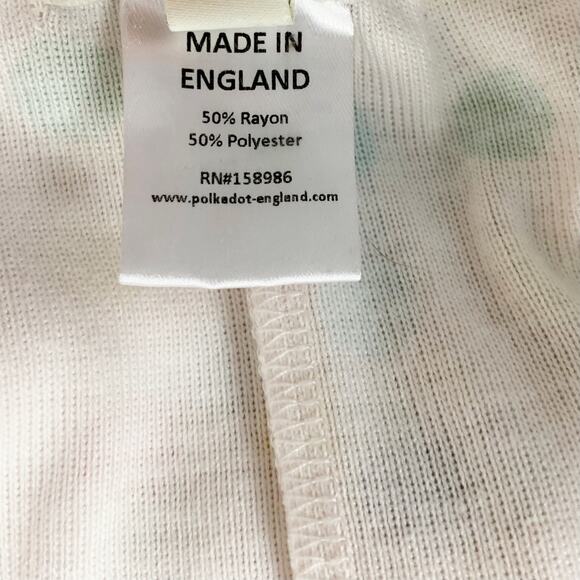 MADE IN
ENGLAND
50% Rayon
50% Polyester
RN#158986
www.polkadot-england.com